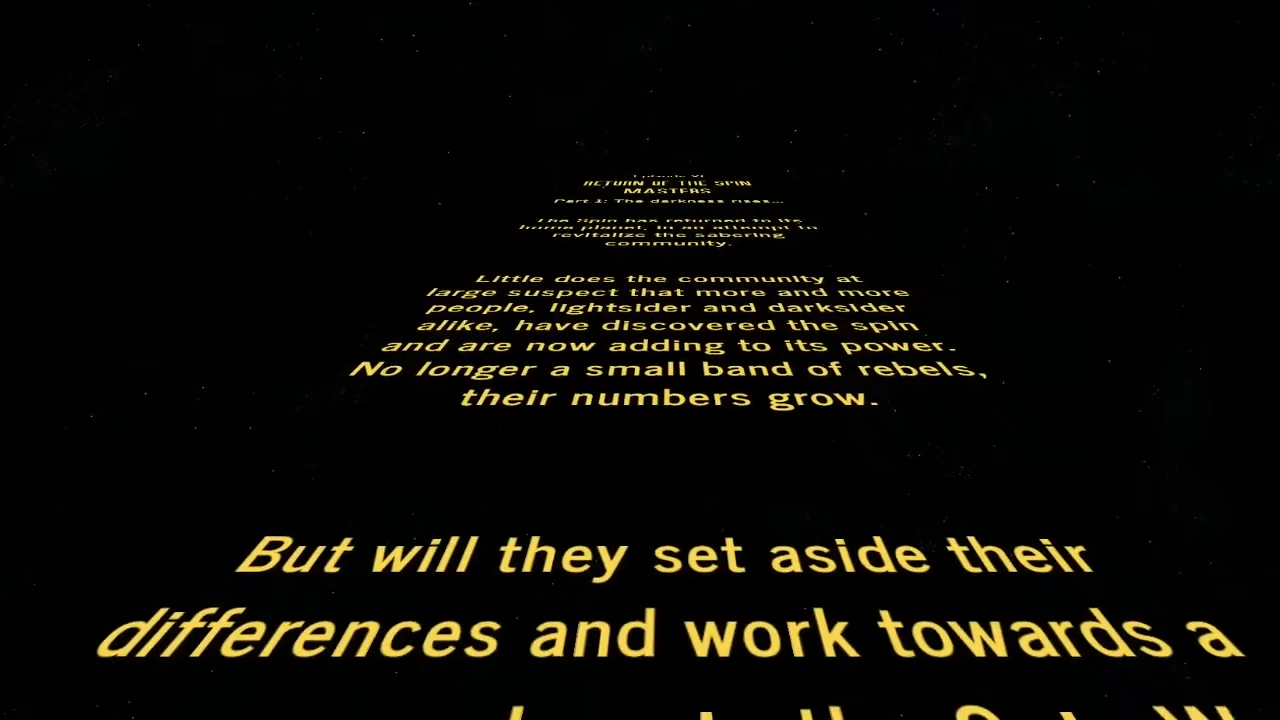 Episode VI
RETURN OF THE SPIN
MASTERS
Part 1: The darkness rises...
The Spin has returned to its
home planet. In an attempt to
revitalize the sabering
community.
Little does the community at
large suspect that more and more
people, lightsider and darksider
alike, have discovered the spin
and are now adding to its power.
No longer a small band of rebels,
their numbers grow.
But will they set aside their
differences and work towards a